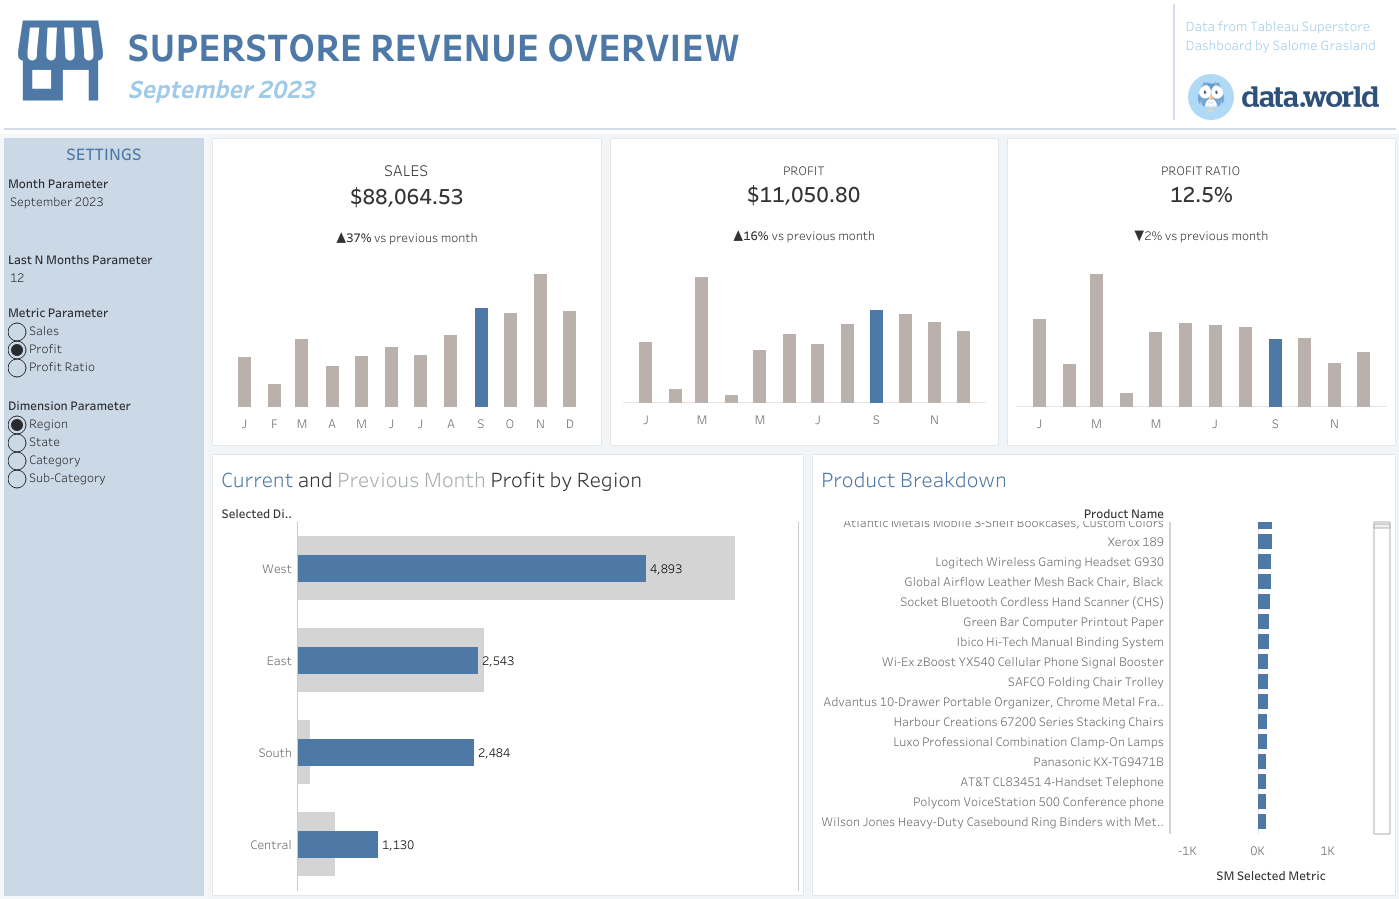 SUPERSTORE REVENUE OVERVIEW
September 2023
Data from Tableau Superstore
Dashboard by Salome Grasland
data.world
SETTINGS
Month Parameter
September 2023
Last N Months Parameter
12
Metric Parameter
Sales
Profit
Profit Ratio
Dimension Parameter
Region
State
Category
Sub-Category
SALES
$88,064.53
▲37% vs previous month
J F M A M J J A S O N D
PROFIT
$11,050.80
▲16% vs previous month
J M M J S N
PROFIT RATIO
12.5%
▼2% vs previous month
J M M J S N
Current and Previous Month Profit by Region
Selected Di..
West 4,893
East 2,543
South 2,484
Central 1,130
Product Breakdown
Product Name
Atlantic Metals Mobile 3-Shelf Bookcases, Custom Colors
Xerox 189
Logitech Wireless Gaming Headset G930
Global Airflow Leather Mesh Back Chair, Black
Socket Bluetooth Cordless Hand Scanner (CHS)
Green Bar Computer Printout Paper
Ibico Hi-Tech Manual Binding System
Wi-Ex zBoost YX540 Cellular Phone Signal Booster
SAFCO Folding Chair Trolley
Advantus 10-Drawer Portable Organizer, Chrome Metal Fra..
Harbour Creations 67200 Series Stacking Chairs
Luxo Professional Combination Clamp-On Lamps
Panasonic KX-TG9471B
AT&T CL83451 4-Handset Telephone
Polycom VoiceStation 500 Conference phone
Wilson Jones Heavy-Duty Casebound Ring Binders with Met..
-1K 0K 1K
SM Selected Metric